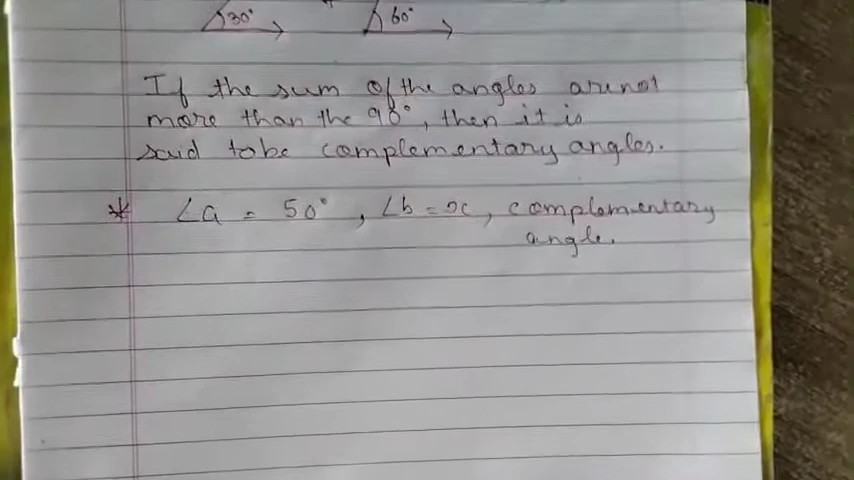 30° 60°
If the sum of the angles are not
more than the 90°, then it is
said to be complementary angles.
* ∠a = 50°, ∠b = x, complementary
angle.